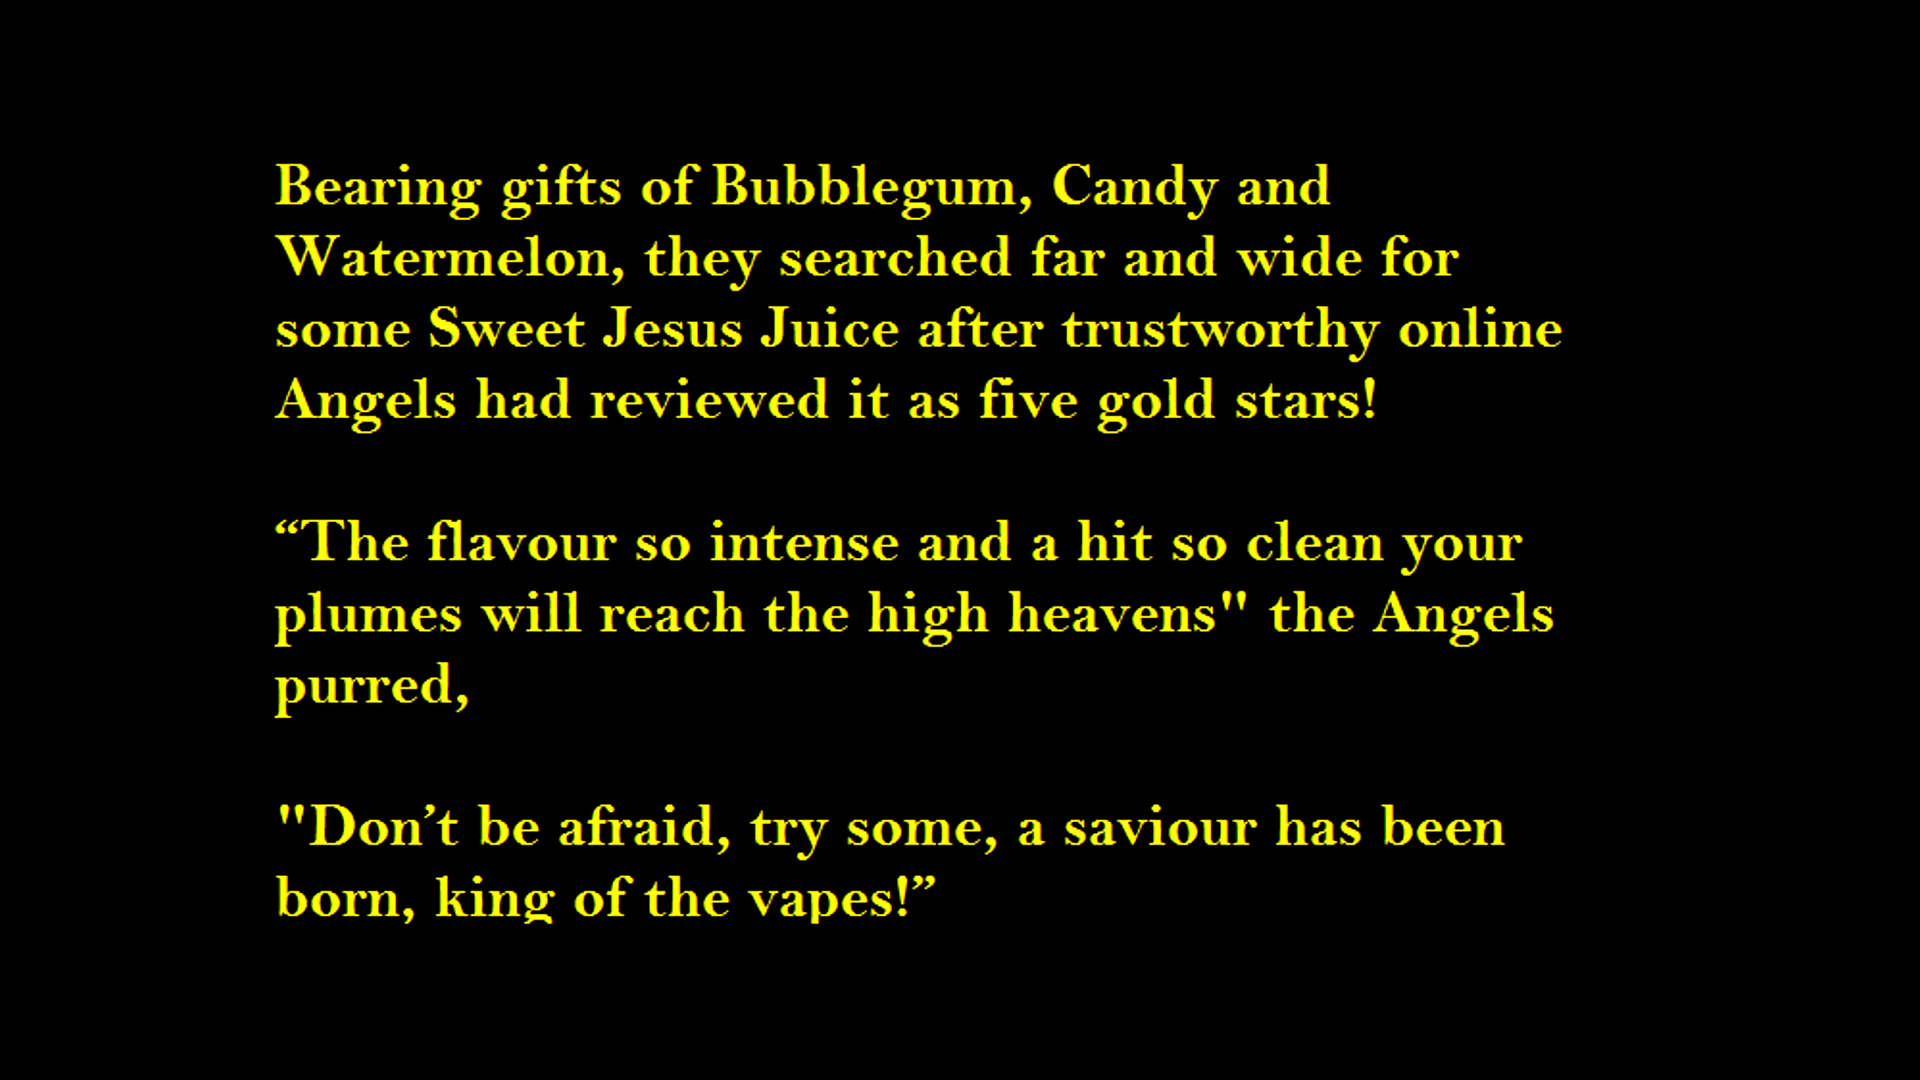 Bearing gifts of Bubblegum, Candy and
Watermelon, they searched far and wide for
some Sweet Jesus Juice after trustworthy online
Angels had reviewed it as five gold stars!
“The flavour so intense and a hit so clean your
plumes will reach the high heavens" the Angels
purred,
"Don’t be afraid, try some, a saviour has been
born, king of the vapes!”